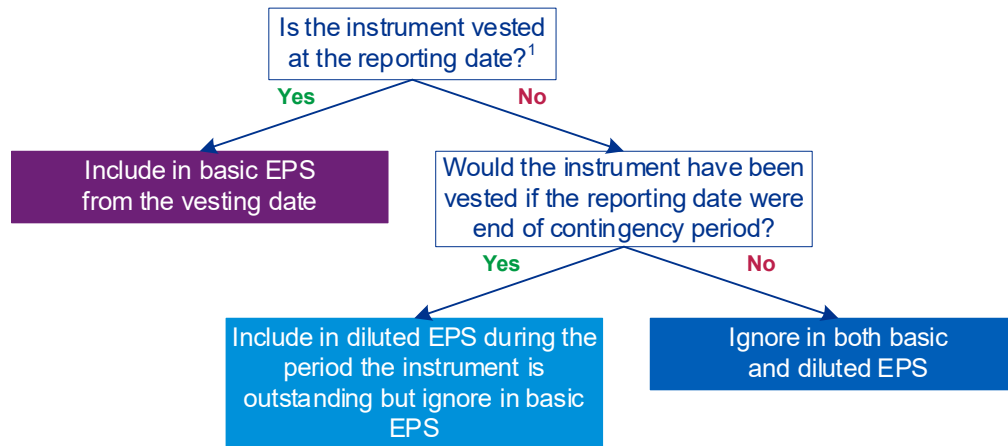 Is the instrument vested
at the reporting date?¹
Yes
No
Include in basic EPS
from the vesting date
Would the instrument have been
vested if the reporting date were
end of contingency period?
Yes
No
Include in diluted EPS during the
period the instrument is
outstanding but ignore in basic
EPS
Ignore in both basic
and diluted EPS